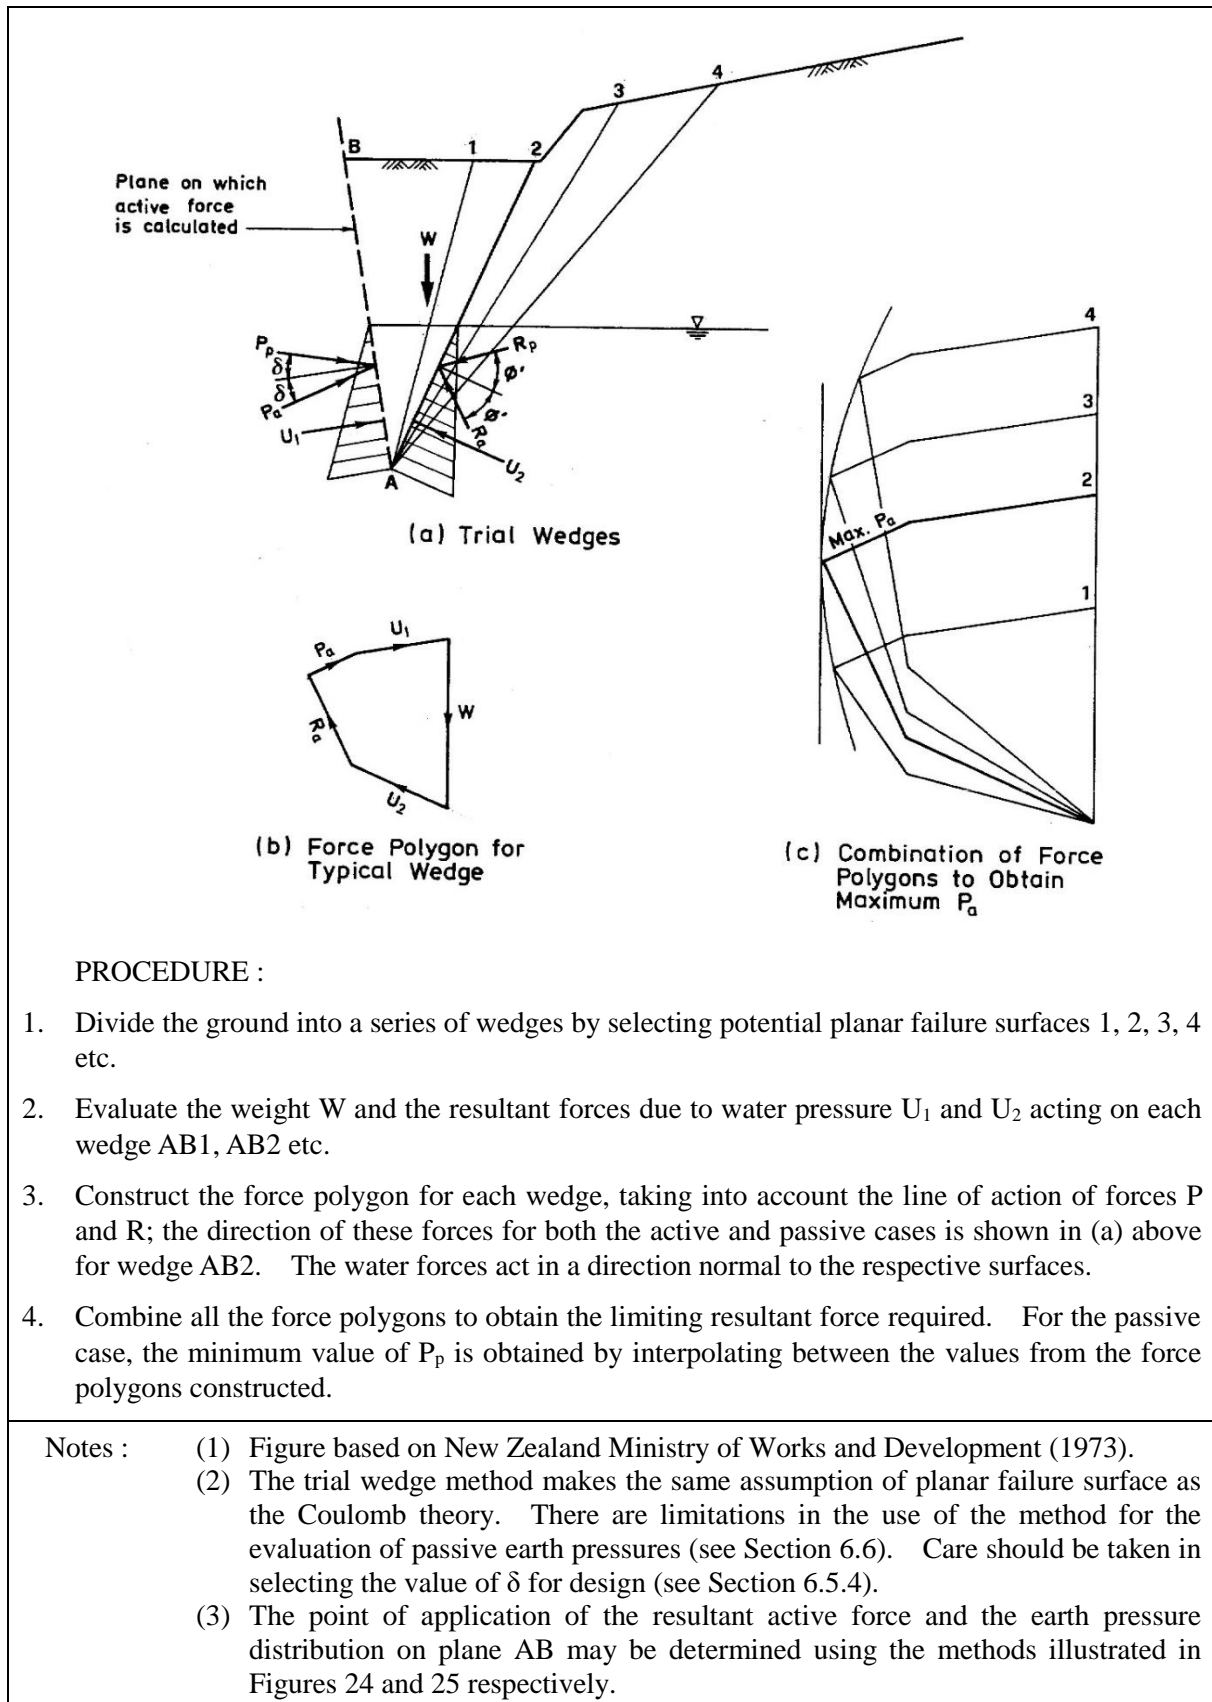 B
1
2
3
4
Plane on which
active force
is calculated
W
Pp
δ
δ
Pa
U1
Rp
ø'
ø'
Ra
U2
A
(a) Trial Wedges
4
3
2
1
Max. Pa
Pa
U1
W
Ra
U2
(b) Force Polygon for
Typical Wedge
(c) Combination of Force
Polygons to Obtain
Maximum Pa
PROCEDURE :
1. Divide the ground into a series of wedges by selecting potential planar failure surfaces 1, 2, 3, 4
etc.
2. Evaluate the weight W and the resultant forces due to water pressure U1 and U2 acting on each
wedge AB1, AB2 etc.
3. Construct the force polygon for each wedge, taking into account the line of action of forces P
and R; the direction of these forces for both the active and passive cases is shown in (a) above
for wedge AB2. The water forces act in a direction normal to the respective surfaces.
4. Combine all the force polygons to obtain the limiting resultant force required. For the passive
case, the minimum value of Pp is obtained by interpolating between the values from the force
polygons constructed.
Notes : (1) Figure based on New Zealand Ministry of Works and Development (1973).
(2) The trial wedge method makes the same assumption of planar failure surface as
the Coulomb theory. There are limitations in the use of the method for the
evaluation of passive earth pressures (see Section 6.6). Care should be taken in
selecting the value of δ for design (see Section 6.5.4).
(3) The point of application of the resultant active force and the earth pressure
distribution on plane AB may be determined using the methods illustrated in
Figures 24 and 25 respectively.